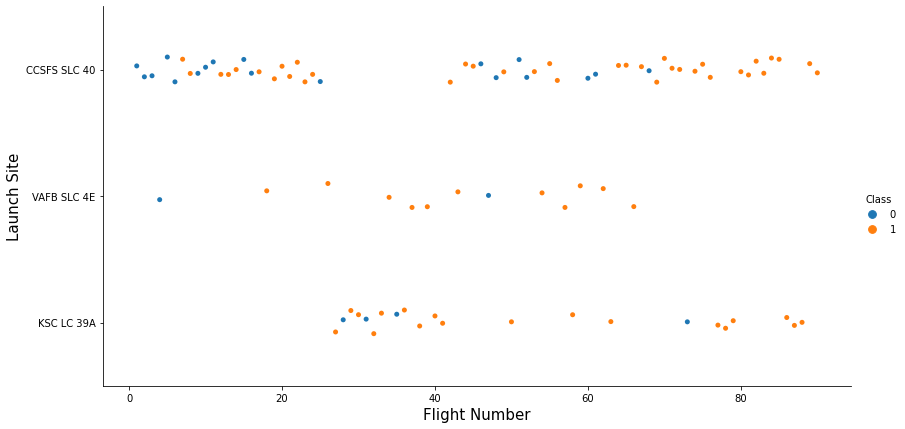 CCSFS SLC 40
VAFB SLC 4E
KSC LC 39A
Launch Site
0 20 40 60 80
Flight Number
Class
0
1